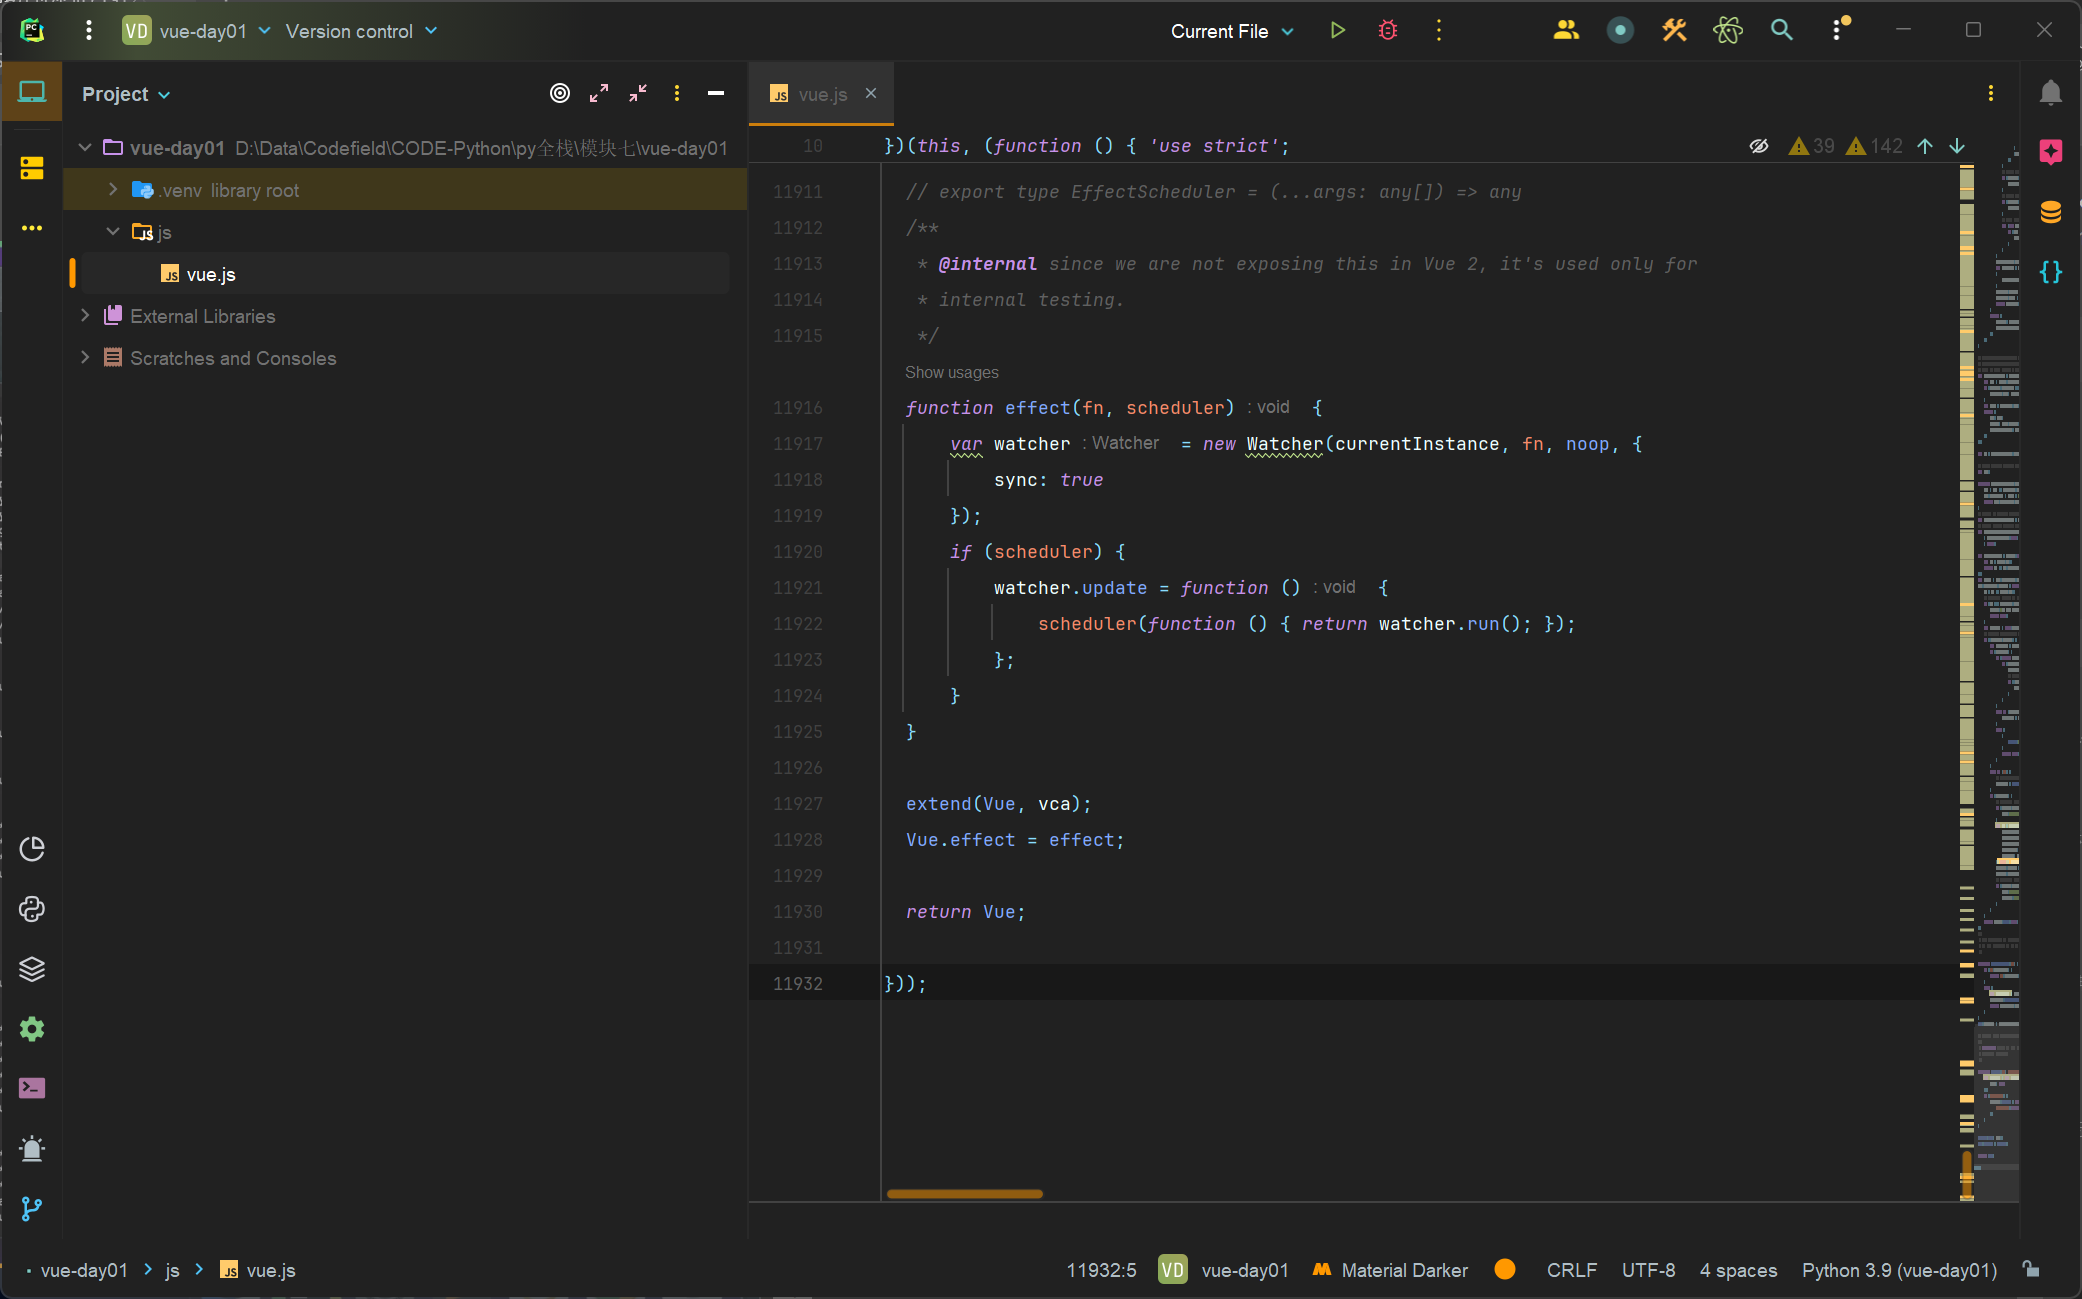 PC
VD vue-day01 Version control Current File
Project
vue.js
vue-day01 D:\Data\Codefield\CODE-Python\py全栈\模块七\vue-day01
.venv library root
js
JS vue.js
External Libraries
Scratches and Consoles
10 })(this, (function () { 'use strict';
39 142
11911 // export type EffectScheduler = (...args: any[]) => any
11912 /**
11913 * @internal since we are not exposing this in Vue 2, it's used only for
11914 * internal testing.
11915 */
Show usages
11916 function effect(fn, scheduler) : void {
11917 var watcher : Watcher = new Watcher(currentInstance, fn, noop, {
11918 sync: true
11919 });
11920 if (scheduler) {
11921 watcher.update = function () : void {
11922 scheduler(function () { return watcher.run(); });
11923 };
11924 }
11925 }
11926
11927 extend(Vue, vca);
11928 Vue.effect = effect;
11929
11930 return Vue;
11931
11932 }));
vue-day01 > js > JS vue.js
11932:5 VD vue-day01 Material Darker CRLF UTF-8 4 spaces Python 3.9 (vue-day01)